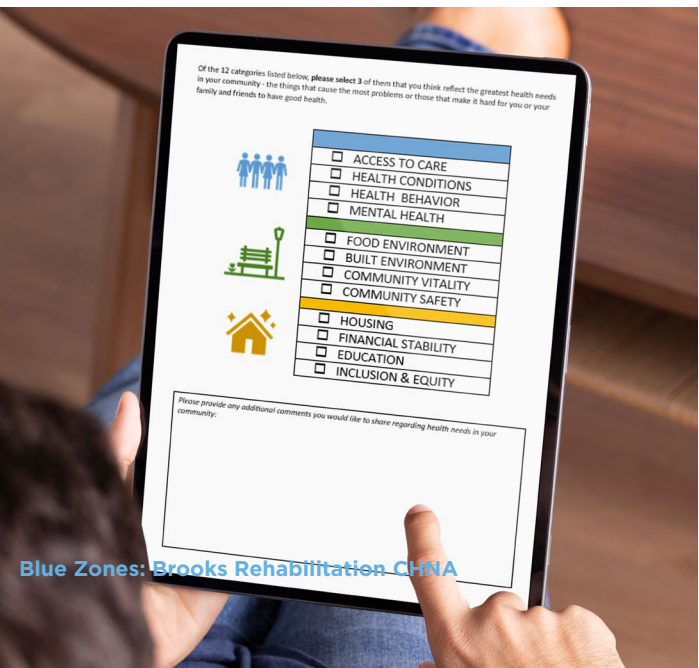 Of the 12 categories listed below, please select 3 of them that you think reflect the greatest health needs
in your community - the things that cause the most problems or those that make it hard for you or your
family and friends to have good health.
☐ ACCESS TO CARE
☐ HEALTH CONDITIONS
☐ HEALTH BEHAVIOR
☐ MENTAL HEALTH
☐ FOOD ENVIRONMENT
☐ BUILT ENVIRONMENT
☐ COMMUNITY VITALITY
☐ COMMUNITY SAFETY
☐ HOUSING
☐ FINANCIAL STABILITY
☐ EDUCATION
☐ INCLUSION & EQUITY
Please provide any additional comments you would like to share regarding health needs in your
community:
Blue Zones: Brooks Rehabilitation CHNA